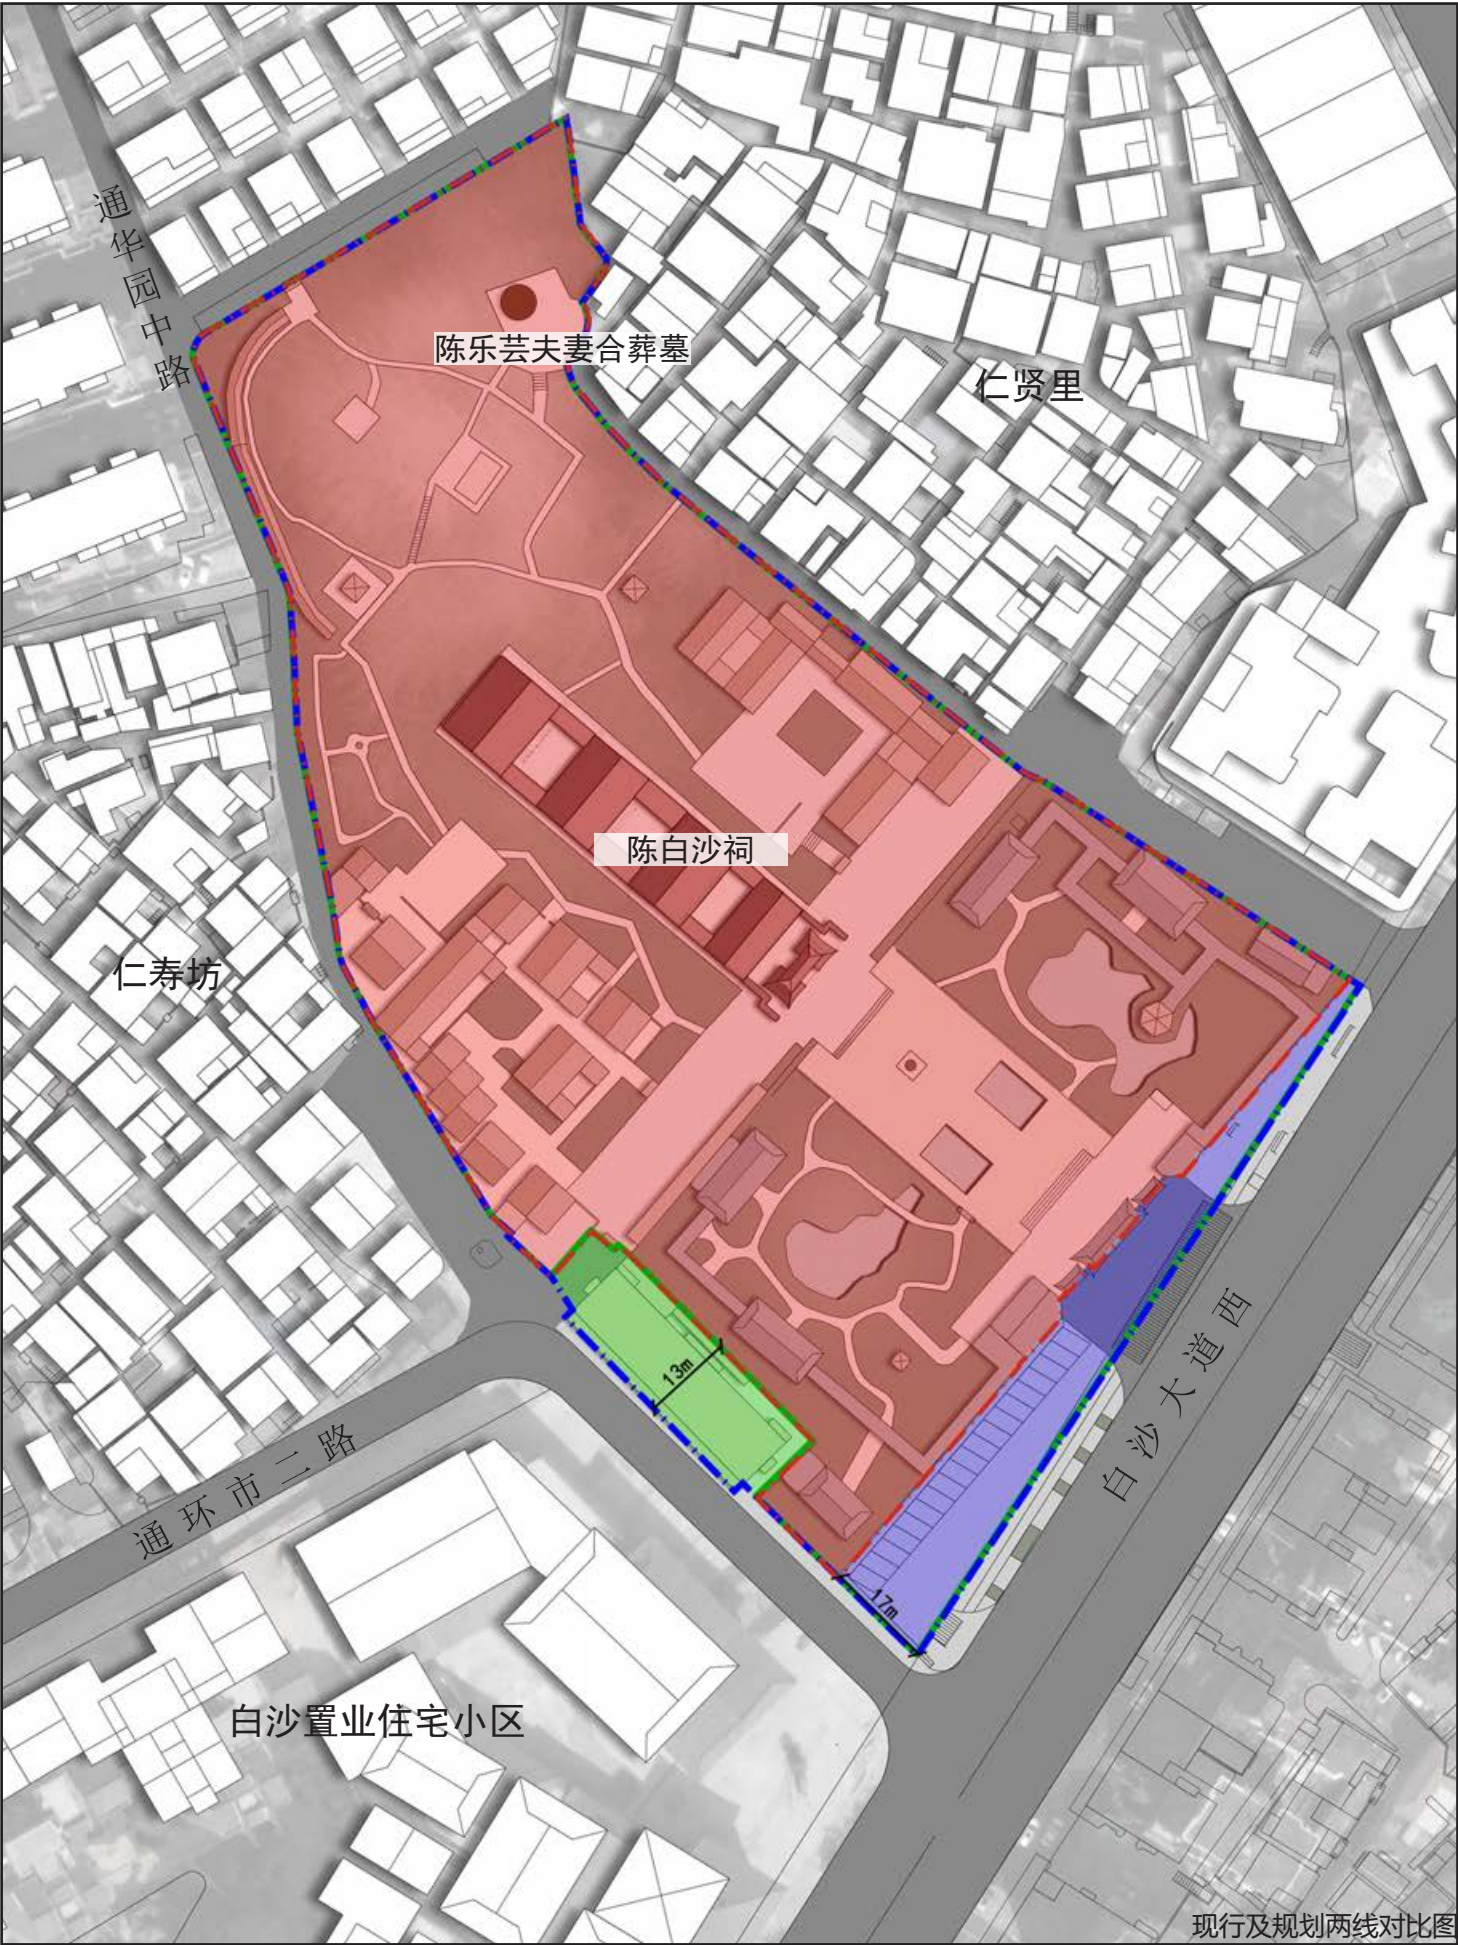 通华园中路
陈乐芸夫妻合葬墓
仁贤里
陈白沙祠
仁寿坊
13m
白沙大道西
通环市二路
17m
白沙置业住宅小区
现行及规划两线对比图